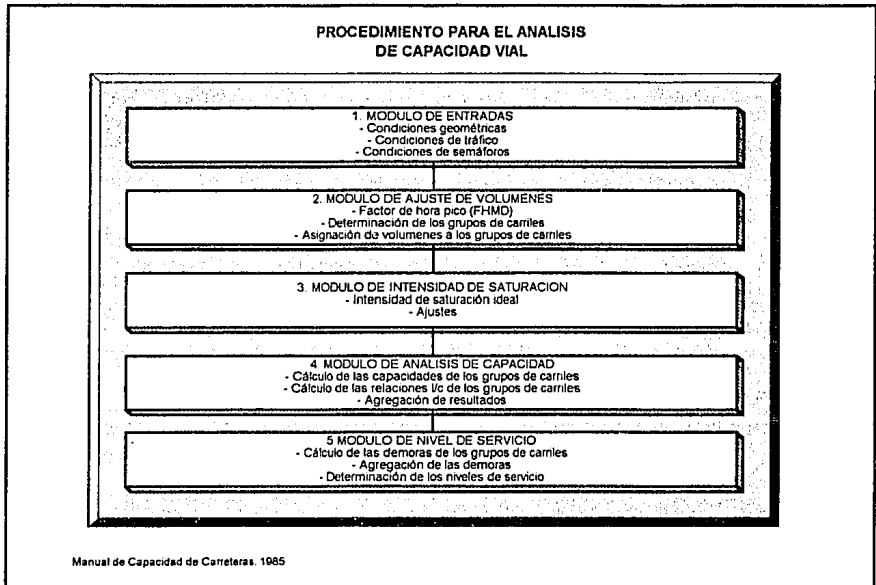 PROCEDIMIENTO PARA EL ANALISIS
DE CAPACIDAD VIAL
1. MODULO DE ENTRADAS
- Condiciones geométricas
- Condiciones de tráfico
- Condiciones de semáforos
2. MODULO DE AJUSTE DE VOLUMENES
- Factor de hora pico (FHMD)
- Determinación de los grupos de carriles
- Asignación de volumenes a los grupos de carriles
3. MODULO DE INTENSIDAD DE SATURACION
- Intensidad de saturación ideal
- Ajustes
4. MODULO DE ANALISIS DE CAPACIDAD
- Cálculo de las capacidades de los grupos de carriles
- Cálculo de las relaciones I/c de los grupos de carriles
- Agregación de resultados
5 MODULO DE NIVEL DE SERVICIO
- Cálculo de las demoras de los grupos de carriles
- Agregación de las demoras
- Determinación de los niveles de servicio
Manual de Capacidad de Carreteras. 1985